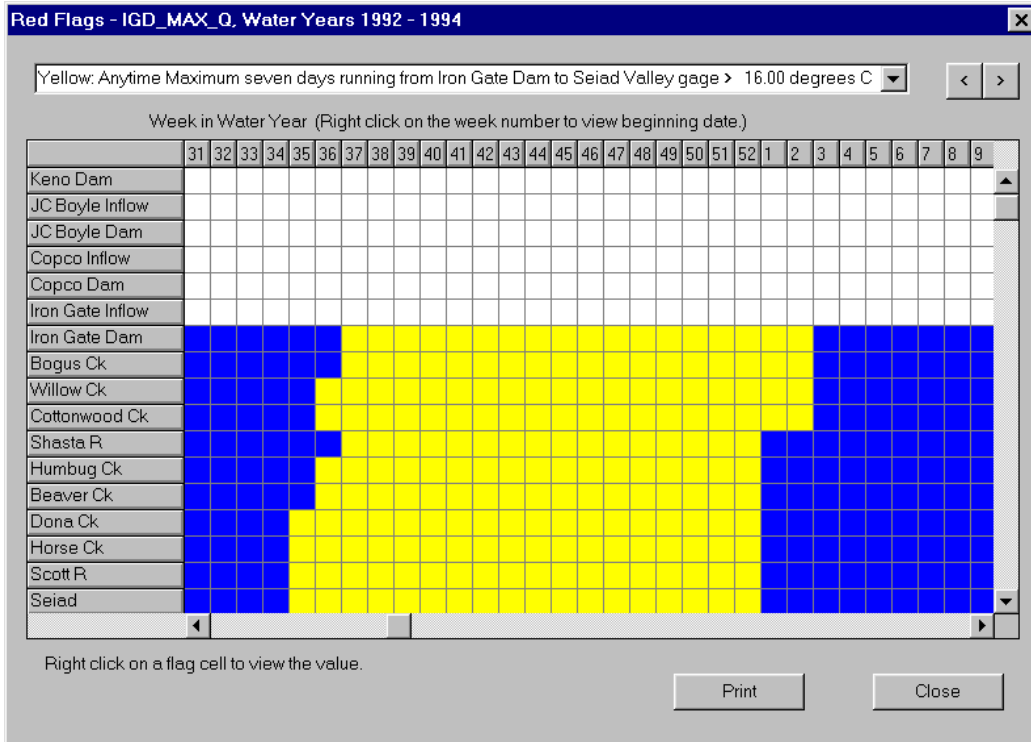 Red Flags - IGD_MAX_Q, Water Years 1992 - 1994
Yellow: Anytime Maximum seven days running from Iron Gate Dam to Seiad Valley gage > 16.00 degrees C
< >
Week in Water Year (Right click on the week number to view beginning date.)
31 32 33 34 35 36 37 38 39 40 41 42 43 44 45 46 47 48 49 50 51 52 1 2 3 4 5 6 7 8 9
Keno Dam
JC Boyle Inflow
JC Boyle Dam
Copco Inflow
Copco Dam
Iron Gate Inflow
Iron Gate Dam
Bogus Ck
Willow Ck
Cottonwood Ck
Shasta R
Humbug Ck
Beaver Ck
Dona Ck
Horse Ck
Scott R
Seiad
Right click on a flag cell to view the value.
Print Close